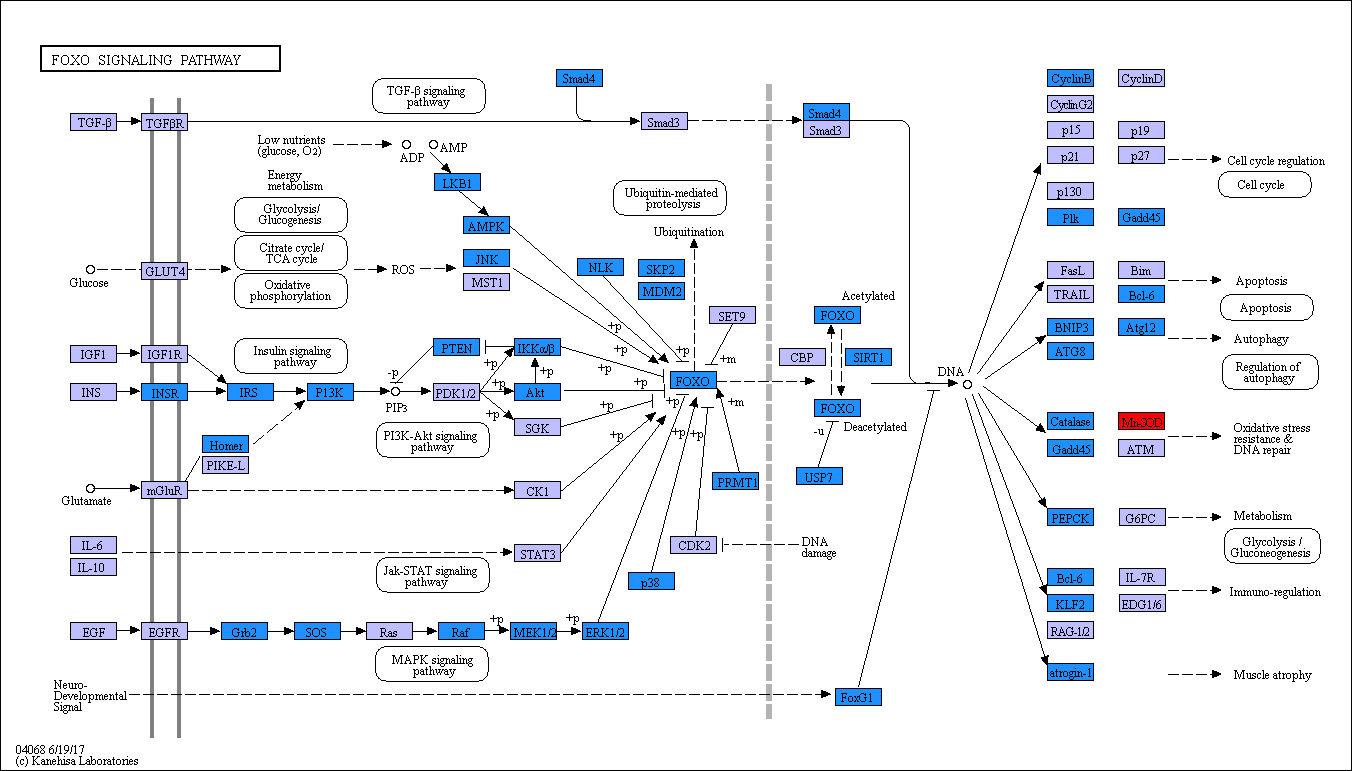 FOXO SIGNALING PATHWAY
TGF-β signaling
pathway
Smad4
TGF-β
TGFβR
Smad3
Smad4
Smad3
Low nutrients
(glucose, O2)
ADP
AMP
LKB1
AMPK
Energy
metabolism
Glycolysis/
Glucogenesis
Citrate cycle/
TCA cycle
Oxidative
phosphorylation
Glucose
GLUT4
ROS
JNK
MST1
Ubiquitin-mediated
proteolysis
Ubiquitination
NLK
SKP2
MDM2
SET9
+p
+p
+p
+m
IGF1
IGF1R
INS
INSR
IRS
P13K
Insulin signaling
pathway
PTEN
-p
PIP3
PDK1/2
IKKα/β
Akt
SGK
+p
+p
+p
+p
+p
+p
+p
+p
+p
+p
+p
+p
+m
FOXO
PI3K-Akt signaling
pathway
Homer
PIKE-L
Glutamate
mGluR
CK1
PRMT1
IL-6
IL-10
STAT3
Jak-STAT signaling
pathway
CDK2
DNA
damage
p38
EGF
EGFR
Grb2
SOS
Ras
Raf
+p
MEK1/2
+p
ERK1/2
MAPK signaling
pathway
Neuro-
Developmental
Signal
FoxG1
Acetylated
FOXO
CBP
SIRT1
FOXO
Deacetylated
-u
USP7
DNA
CyclinB
CyclinD
CyclinG2
p15
p19
p21
p27
p130
Plk
Gadd45
Cell cycle regulation
Cell cycle
FasL
Bim
TRAIL
Bcl-6
Apoptosis
Apoptosis
BNIP3
Atg12
ATG8
Autophagy
Regulation of
autophagy
Catalase
Mn-SOD
Gadd45
ATM
Oxidative stress
resistance &
DNA repair
PEPCK
G6PC
Metabolism
Glycolysis /
Gluconeogenesis
Bcl-6
IL-7R
KLF2
EDG1/6
RAG-1/2
Immuno-regulation
atrogin-1
Muscle atrophy
04068 6/19/17
(c) Kanehisa Laboratories